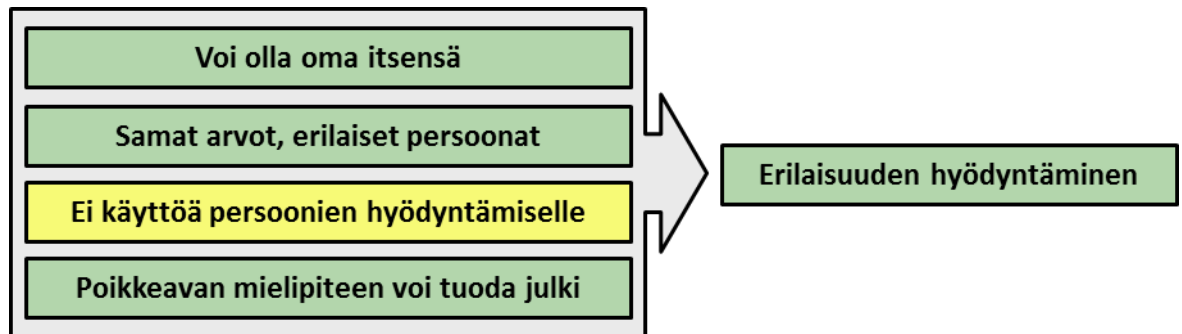 Voi olla oma itsensä
Samat arvot, erilaiset persoonat
Ei käyttöä persoonien hyödyntämiselle
Poikkeavan mielipiteen voi tuoda julki
Erilaisuuden hyödyntäminen